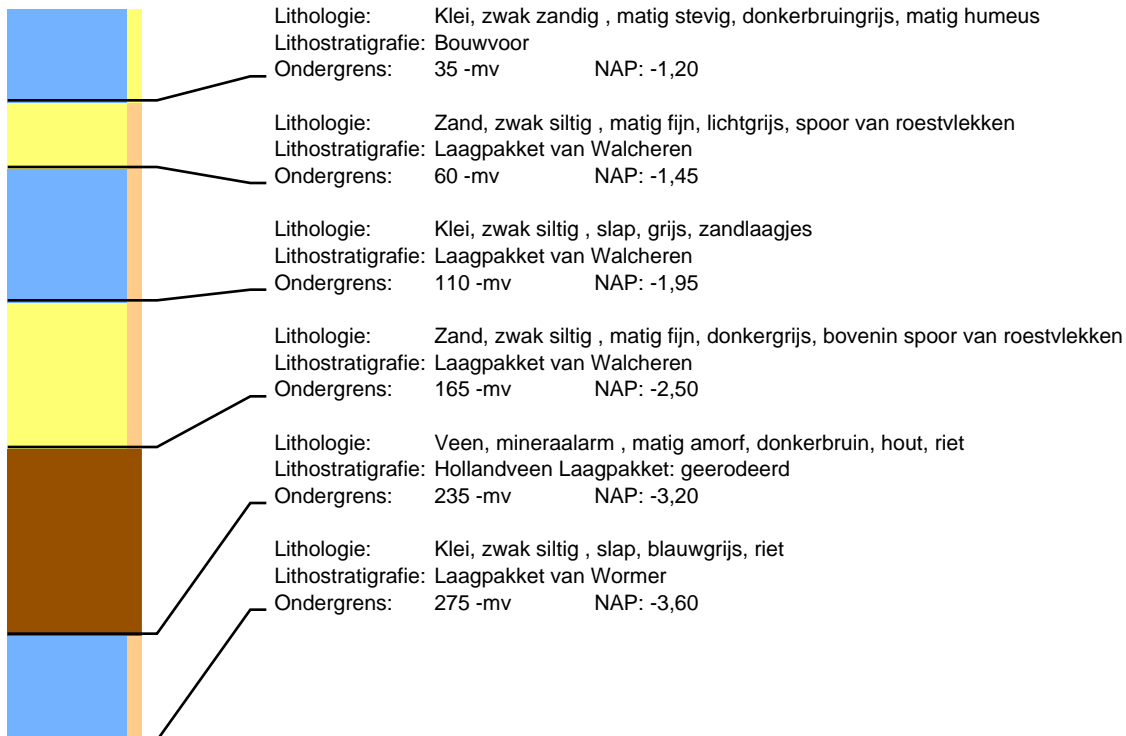 Lithologie: Klei, zwak zandig , matig stevig, donkerbruingrijs, matig humeus
Lithostratigrafie: Bouwvoor
Ondergrens: 35 -mv NAP: -1,20
Lithologie: Zand, zwak siltig , matig fijn, lichtgrijs, spoor van roestvlekken
Lithostratigrafie: Laagpakket van Walcheren
Ondergrens: 60 -mv NAP: -1,45
Lithologie: Klei, zwak siltig , slap, grijs, zandlaagjes
Lithostratigrafie: Laagpakket van Walcheren
Ondergrens: 110 -mv NAP: -1,95
Lithologie: Zand, zwak siltig , matig fijn, donkergrijs, bovenin spoor van roestvlekken
Lithostratigrafie: Laagpakket van Walcheren
Ondergrens: 165 -mv NAP: -2,50
Lithologie: Veen, mineraalarm , matig amorf, donkerbruin, hout, riet
Lithostratigrafie: Hollandveen Laagpakket: geerodeerd
Ondergrens: 235 -mv NAP: -3,20
Lithologie: Klei, zwak siltig , slap, blauwgrijs, riet
Lithostratigrafie: Laagpakket van Wormer
Ondergrens: 275 -mv NAP: -3,60